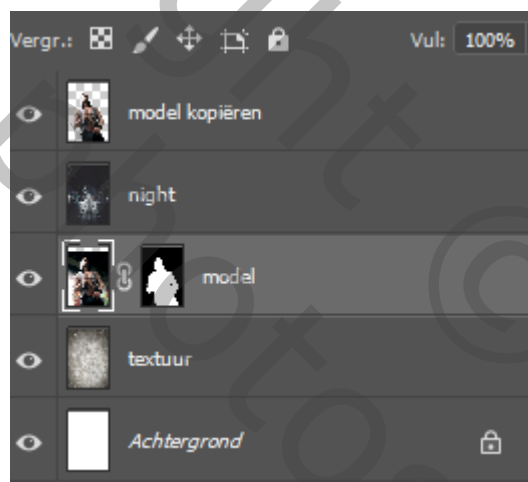 Vergr.: Vul: 100%
model kopiëren
night
model
textuur
Achtergrond